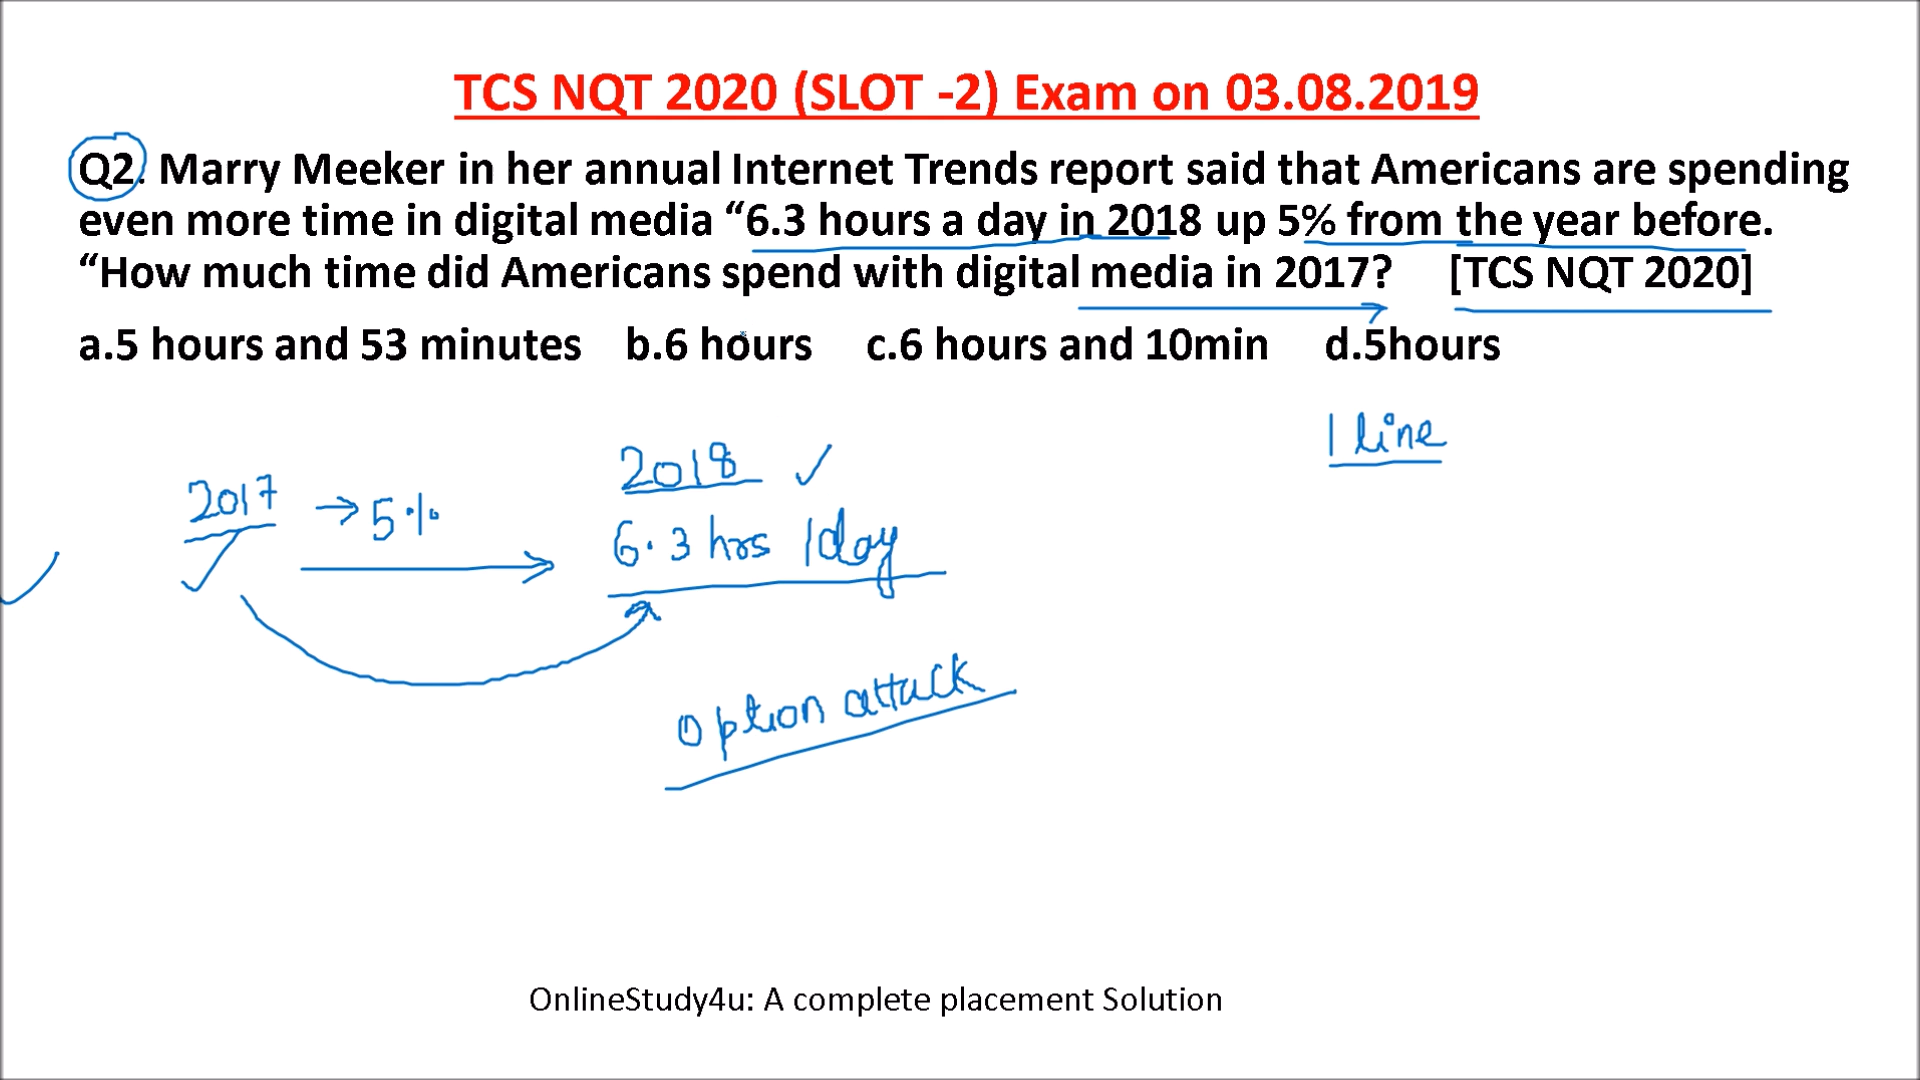 TCS NQT 2020 (SLOT -2) Exam on 03.08.2019
Q2. Marry Meeker in her annual Internet Trends report said that Americans are spending
even more time in digital media “6.3 hours a day in 2018 up 5% from the year before.
“How much time did Americans spend with digital media in 2017? [TCS NQT 2020]
a.5 hours and 53 minutes b.6 hours c.6 hours and 10min d.5hours
1 line
2018
2017 → 5%
6.3 hrs /day
option attack
OnlineStudy4u: A complete placement Solution